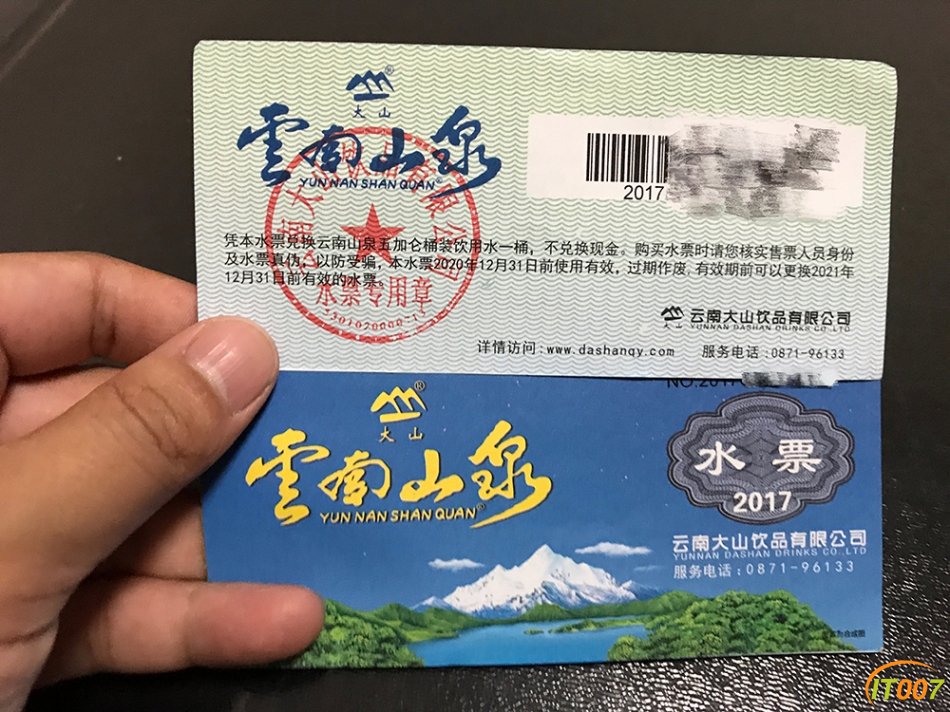 大山
雲南山泉
YUN NAN SHAN QUAN
2017
凭本水票兑换云南山泉五加仑桶装饮用水一桶，不兑换现金。购买水票时请您核实售票人员身份
及水票真伪，以防受骗，本水票2020年12月31日前使用有效，过期作废，有效期前可以更换2021年
12月31日前有效的水票。
水票专用章
大山
云南大山饮品有限公司
YUNNAN DASHAN DRINKS CO.,LTD
详情访问：www.dashanqy.com 服务电话：0871-96133
NO.2017
大山
雲南山泉
YUN NAN SHAN QUAN
水票
2017
云南大山饮品有限公司
YUNNAN DASHAN DRINKS CO.,LTD
服务电话：0871-96133
IT007